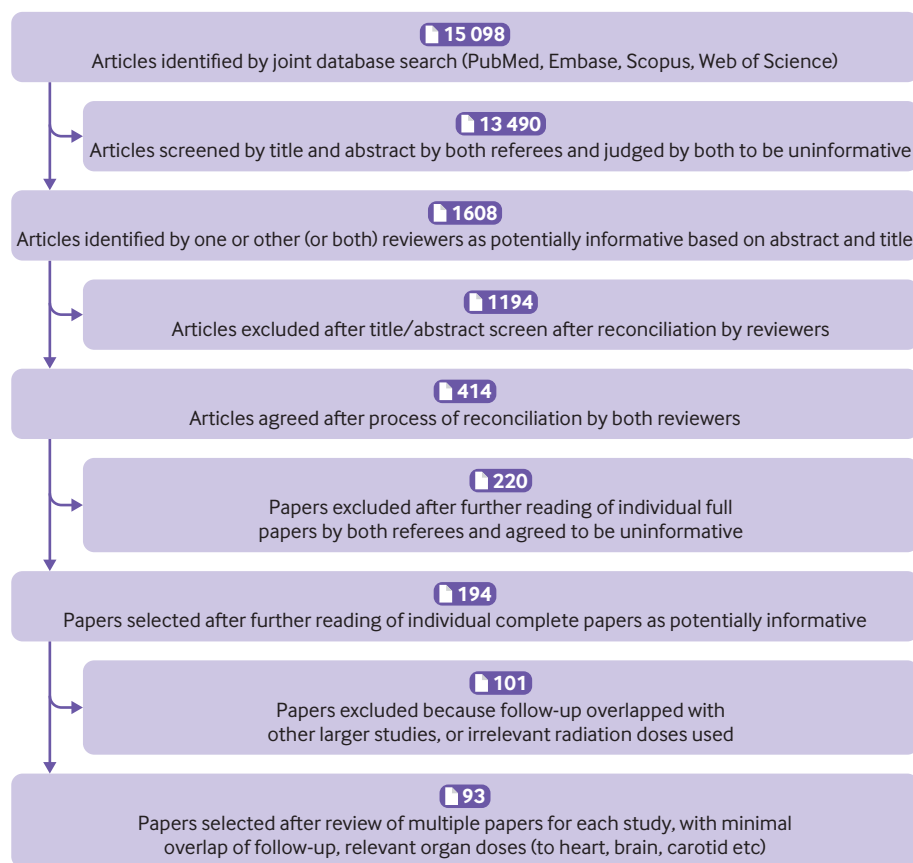 15 098
Articles identified by joint database search (PubMed, Embase, Scopus, Web of Science)
13 490
Articles screened by title and abstract by both referees and judged by both to be uninformative
1608
Articles identified by one or other (or both) reviewers as potentially informative based on abstract and title
1194
Articles excluded after title/abstract screen after reconciliation by reviewers
414
Articles agreed after process of reconciliation by both reviewers
220
Papers excluded after further reading of individual full
papers by both referees and agreed to be uninformative
194
Papers selected after further reading of individual complete papers as potentially informative
101
Papers excluded because follow-up overlapped with
other larger studies, or irrelevant radiation doses used
93
Papers selected after review of multiple papers for each study, with minimal
overlap of follow-up, relevant organ doses (to heart, brain, carotid etc)